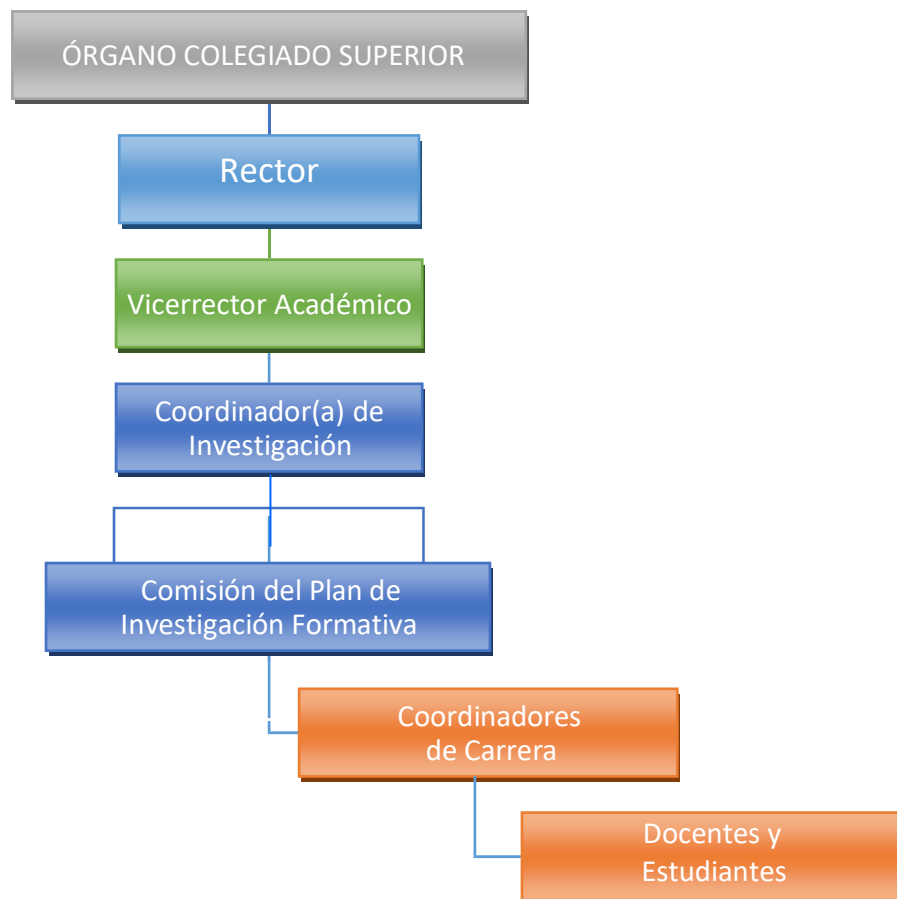 ÓRGANO COLEGIADO SUPERIOR
Rector
Vicerrector Académico
Coordinador(a) de
Investigación
Comisión del Plan de
Investigación Formativa
Coordinadores
de Carrera
Docentes y
Estudiantes